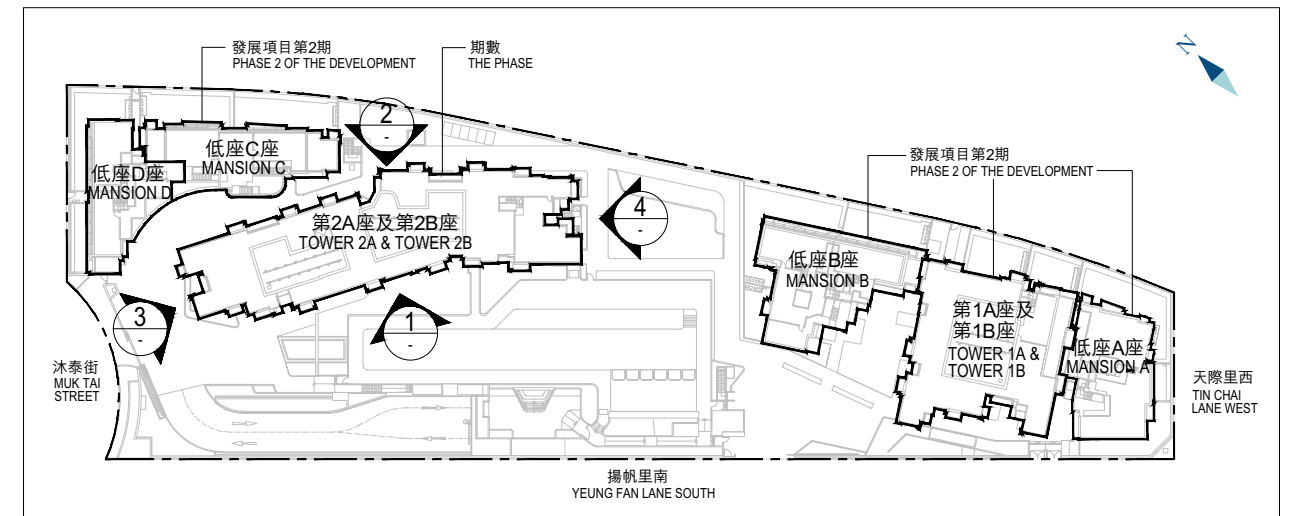 發展項目第2期
PHASE 2 OF THE DEVELOPMENT
期數
THE PHASE
N
2
-
低座C座
MANSION C
低座D座
MANSION D
發展項目第2期
PHASE 2 OF THE DEVELOPMENT
第2A座及第2B座
TOWER 2A & TOWER 2B
4
-
低座B座
MANSION B
第1A座及
第1B座
TOWER 1A &
TOWER 1B
低座A座
MANSION A
3
-
1
-
沐泰街
MUK TAI
STREET
天際里西
TIN CHAI
LANE WEST
揚帆里南
YEUNG FAN LANE SOUTH